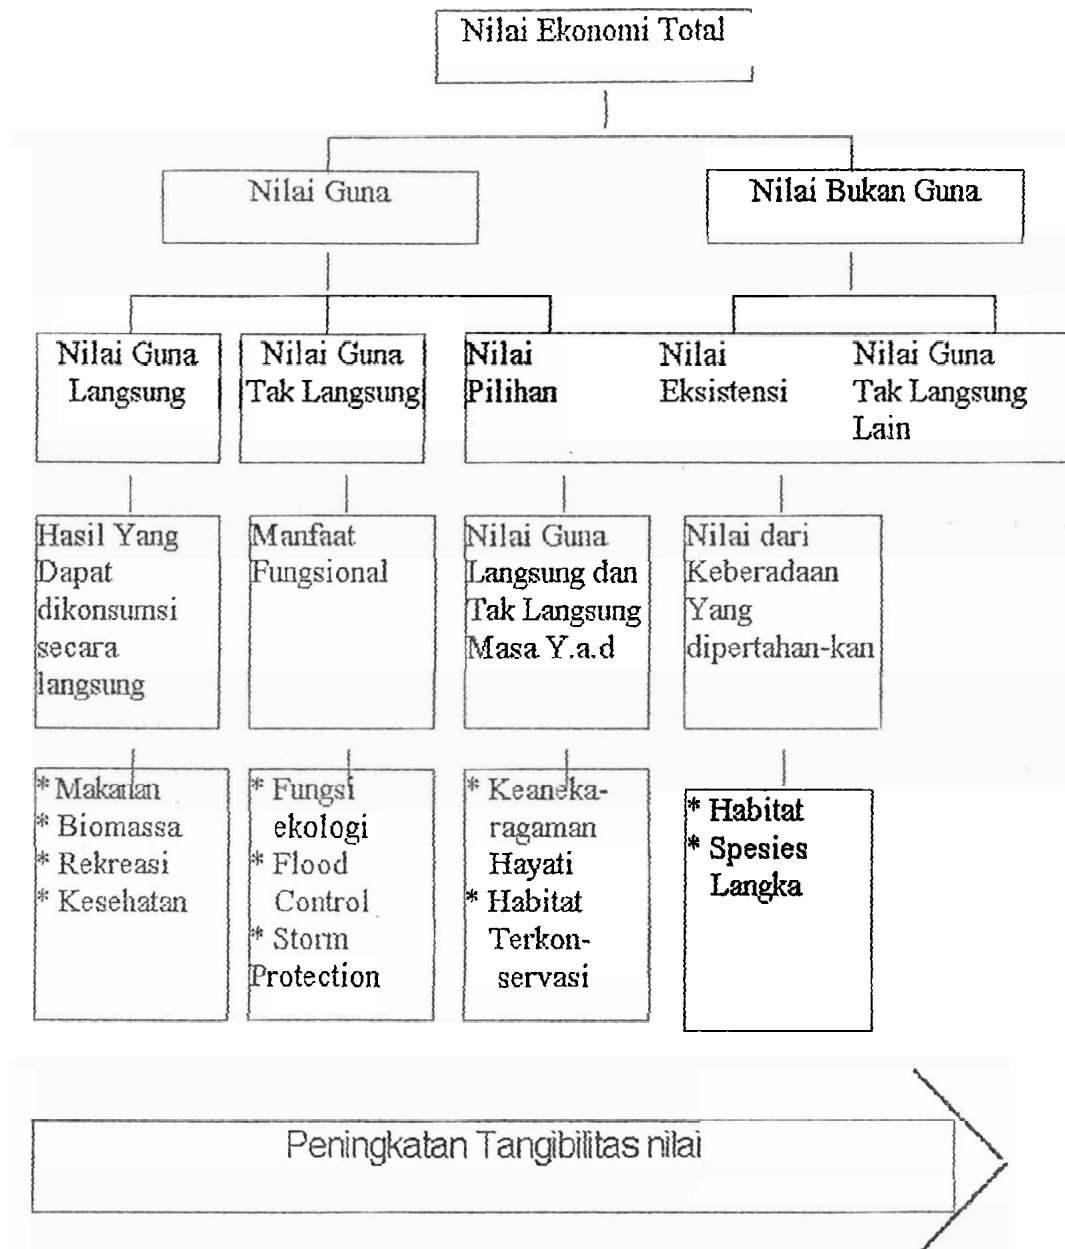 Nilai Ekonomi Total
Nilai Guna
Nilai Bukan Guna
Nilai Guna
Langsung
Nilai Guna
Tak Langsung
Nilai
Pilihan
Nilai
Eksistensi
Nilai Guna
Tak Langsung
Lain
Hasil Yang
Dapat
dikonsumsi
secara
langsung
Manfaat
Fungsional
Nilai Guna
Langsung dan
Tak Langsung
Masa Y.a.d
Nilai dari
Keberadaan
Yang
dipertahan-kan
* Makanan
* Biomassa
* Rekreasi
* Kesehatan
* Fungsi
ekologi
* Flood
Control
* Storm
Protection
* Keaneka-
ragaman
Hayati
* Habitat
Terkon-
servasi
* Habitat
* Spesies
Langka
Peningkatan Tangibilitas nilai